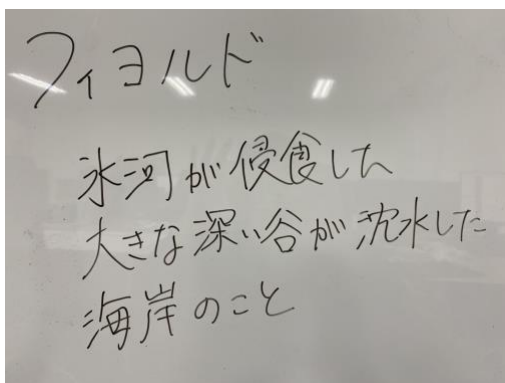 フィヨルド
氷河が侵食した
大きな深い谷が沈水した
海岸のこと